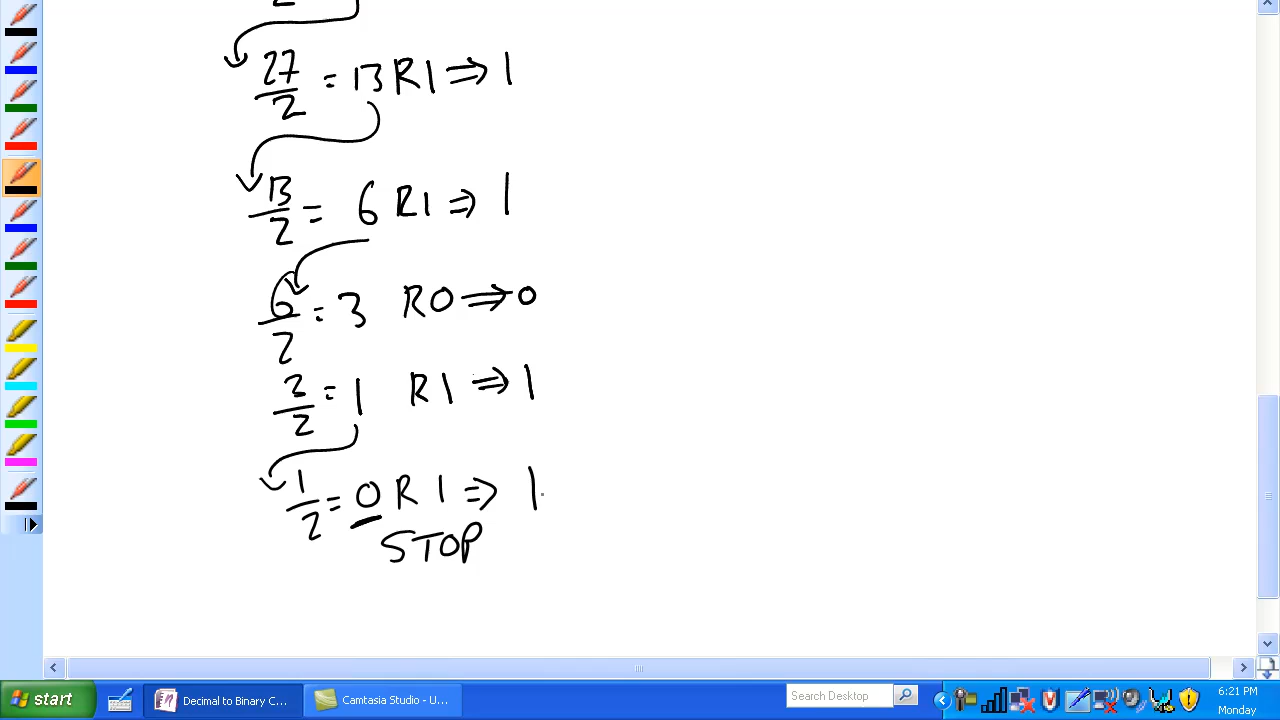 2
27/2 = 13 R1 ⇒ 1
13/2 = 6 R1 ⇒ 1
6/2 = 3 R0 ⇒ 0
3/2 = 1 R1 ⇒ 1
1/2 = 0 R1 ⇒ 1
STOP
start
Decimal to Binary C...
Camtasia Studio - U...
Search Desktop
6:21 PM
Monday